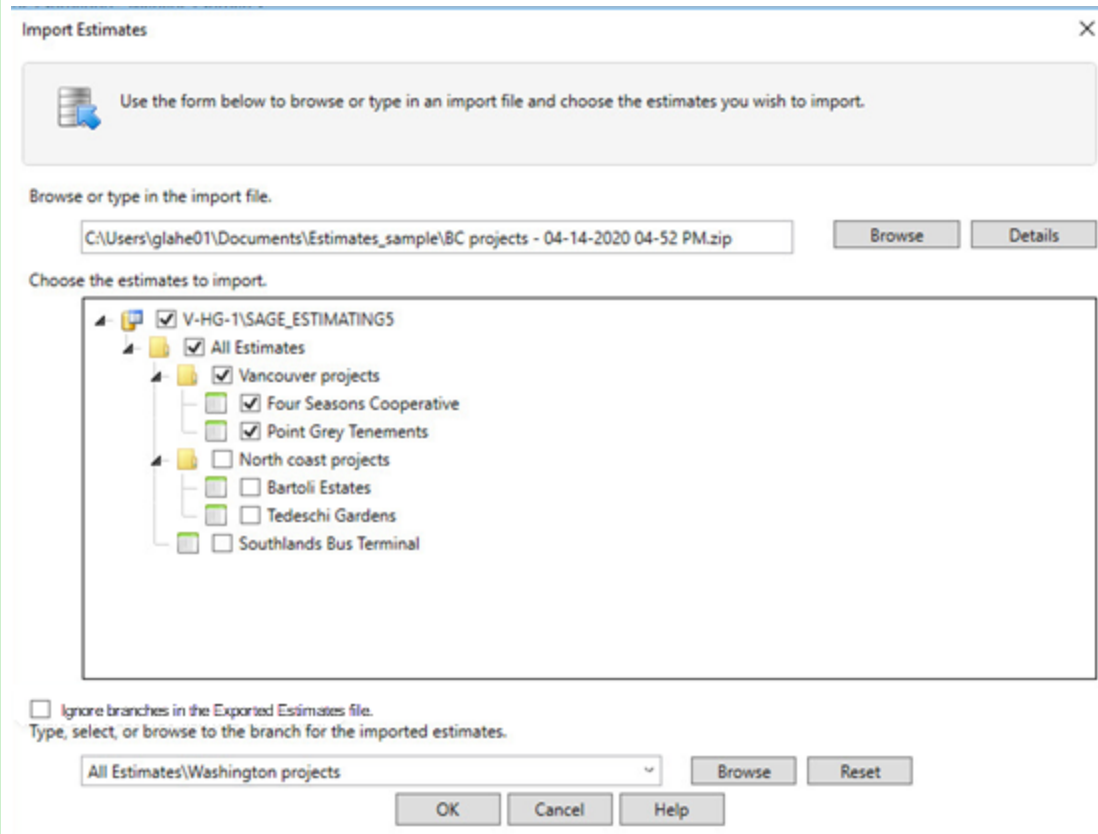 Import Estimates
Use the form below to browse or type in an import file and choose the estimates you wish to import.
Browse or type in the import file.
C:\Users\glahe01\Documents\Estimates_sample\BC projects - 04-14-2020 04-52 PM.zip
Browse
Details
Choose the estimates to import.
V-HG-1\SAGE_ESTIMATING5
All Estimates
Vancouver projects
Four Seasons Cooperative
Point Grey Tenements
North coast projects
Bartoli Estates
Tedeschi Gardens
Southlands Bus Terminal
Ignore branches in the Exported Estimates file.
Type, select, or browse to the branch for the imported estimates.
All Estimates\Washington projects
Browse
Reset
OK
Cancel
Help